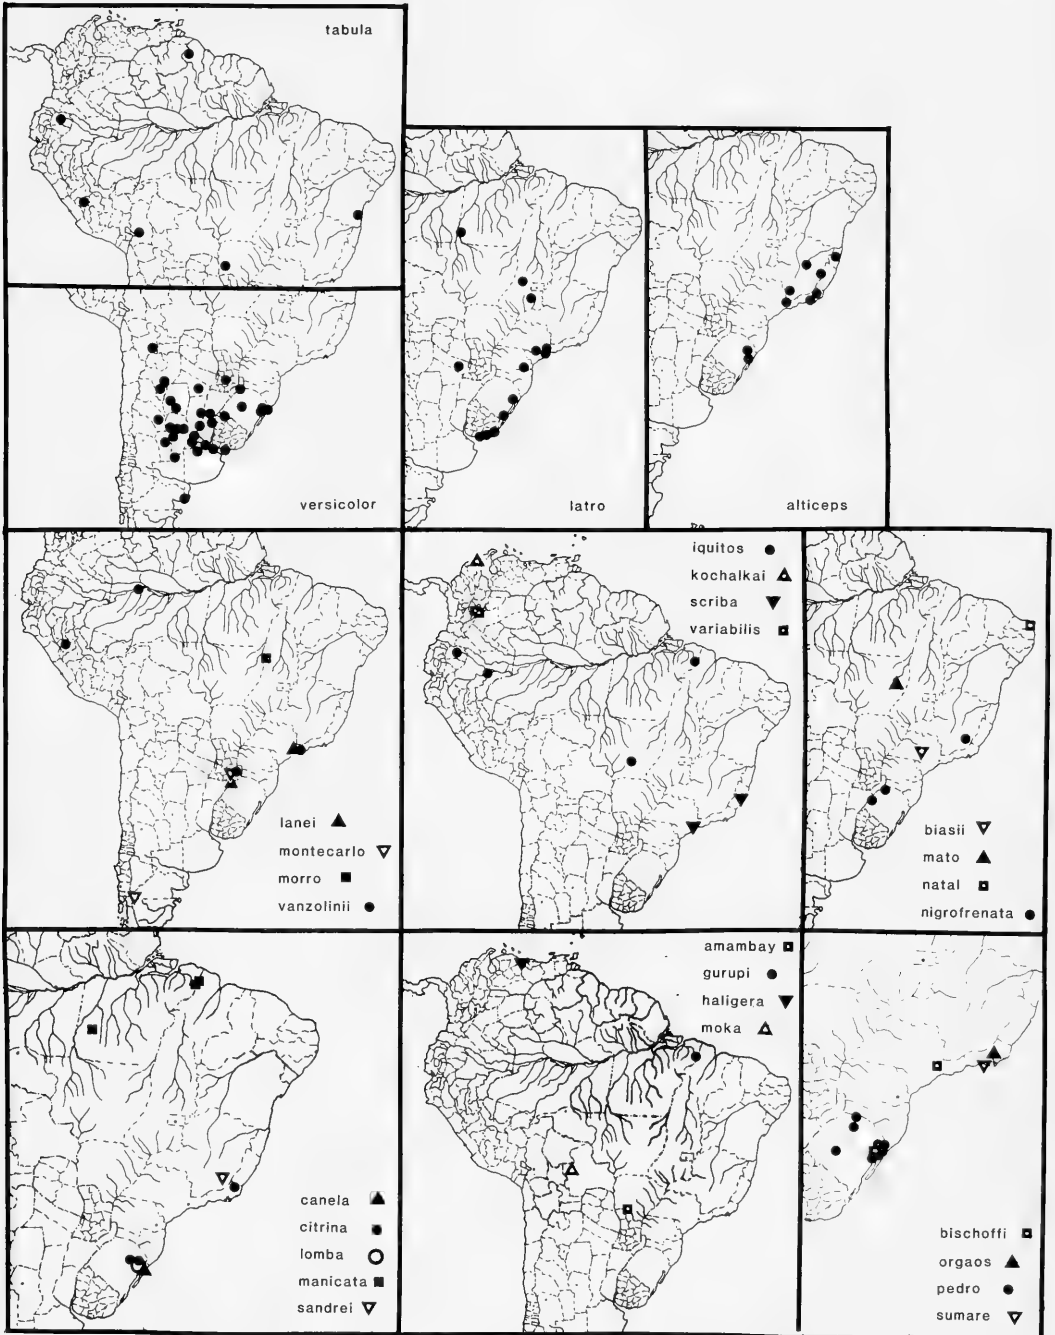 tabula
versicolor
latro
alticeps
lanei
montecarlo
morro
vanzolinii
iquitos
kochalkai
scriba
variabilis
biasii
mato
natal
nigrofrenata
canela
citrina
lomba
manicata
sandrei
amambay
gurupi
haligera
moka
bischoffi
orgaos
pedro
sumare